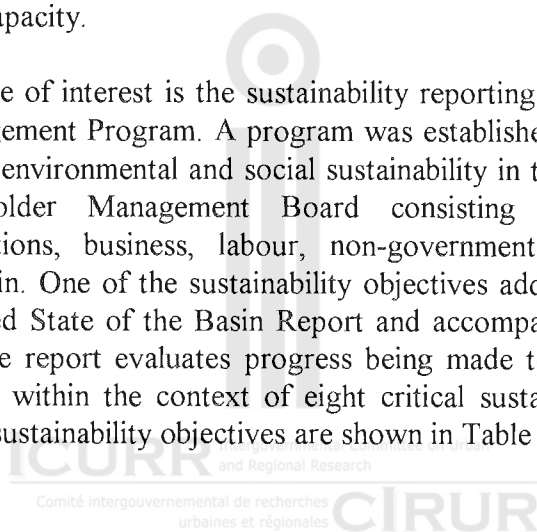 apacity.
e of interest is the sustainability reporting
gement Program. A program was establishe
environmental and social sustainability in t
older Management Board consisting
tions, business, labour, non-government
in. One of the sustainability objectives add
ed State of the Basin Report and accompa
e report evaluates progress being made t
within the context of eight critical susta
sustainability objectives are shown in Table
ICURR Intergovernmental Committee on Urban
and Regional Research
Comité intergouvernemental de recherches
urbaines et régionales CIRUR